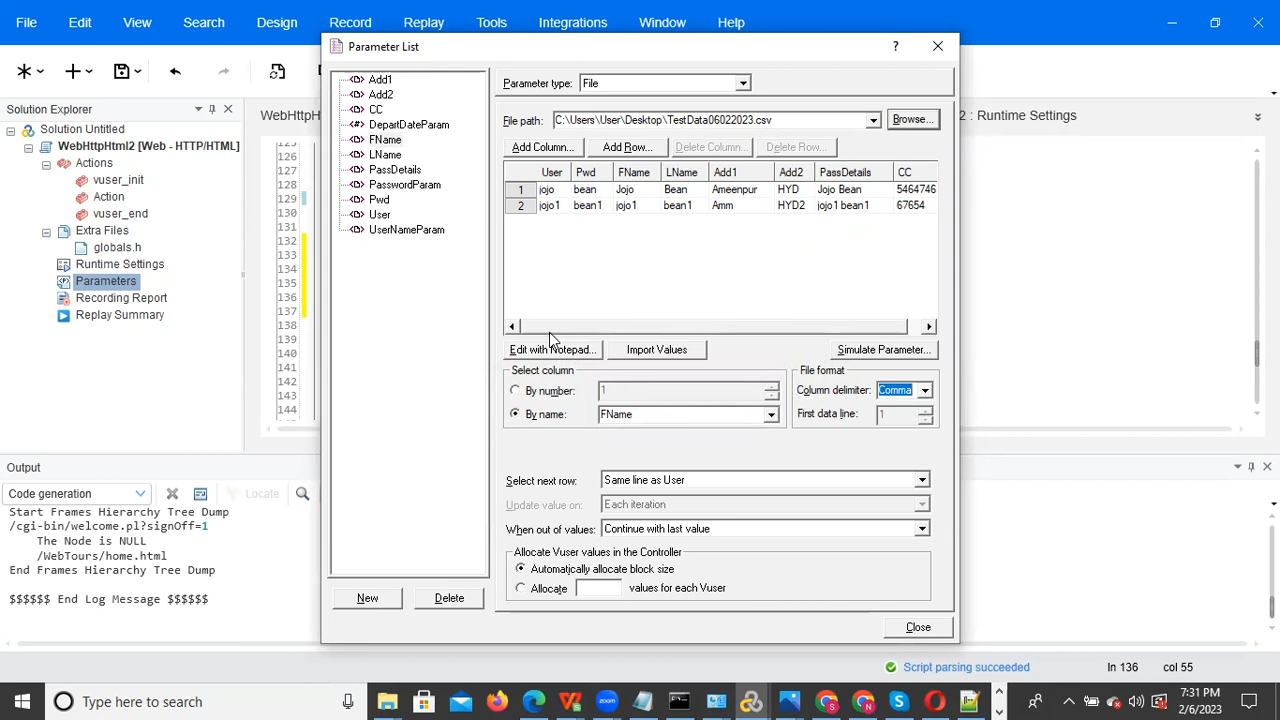 File Edit View Search Design Record Replay Tools Integrations Window Help
Parameter List
Solution Explorer
Solution Untitled
WebHttpHtml2 [Web - HTTP/HTML]
Actions
vuser_init
Action
vuser_end
Extra Files
globals.h
Runtime Settings
Parameters
Recording Report
Replay Summary
WebHttpH
2 : Runtime Settings
126
127
128
129
130
131
132
133
134
135
136
137
138
139
140
141
142
143
144
Add1
Add2
CC
DepartDateParam
FName
LName
PassDetails
PasswordParam
Pwd
User
UserNameParam
New Delete
Parameter type: File
File path: C:\Users\User\Desktop\TestData06022023.csv Browse...
Add Column... Add Row... Delete Column... Delete Row...
User Pwd FName LName Add1 Add2 PassDetails CC
1 jojo bean Jojo Bean Ameenpur HYD Jojo Bean 5464746
2 jojo1 bean1 jojo1 bean1 Amm HYD2 jojo1 bean1 67654
Edit with Notepad... Import Values Simulate Parameter...
Select column
By number: 1
By name: FName
File format
Column delimiter: Comma
First data line: 1
Select next row: Same line as User
Update value on: Each iteration
When out of values: Continue with last value
Allocate Vuser values in the Controller
Automatically allocate block size
Allocate values for each Vuser
Close
Output
Code generation Locate
Start Frames Hierarchy Tree Dump
/cgi-bin/welcome.pl?signOff=1
The Node is NULL
/WebTours/home.html
End Frames Hierarchy Tree Dump
$$$$$$ End Log Message $$$$$$
Script parsing succeeded ln 136 col 55
Type here to search
7:31 PM
2/6/2023